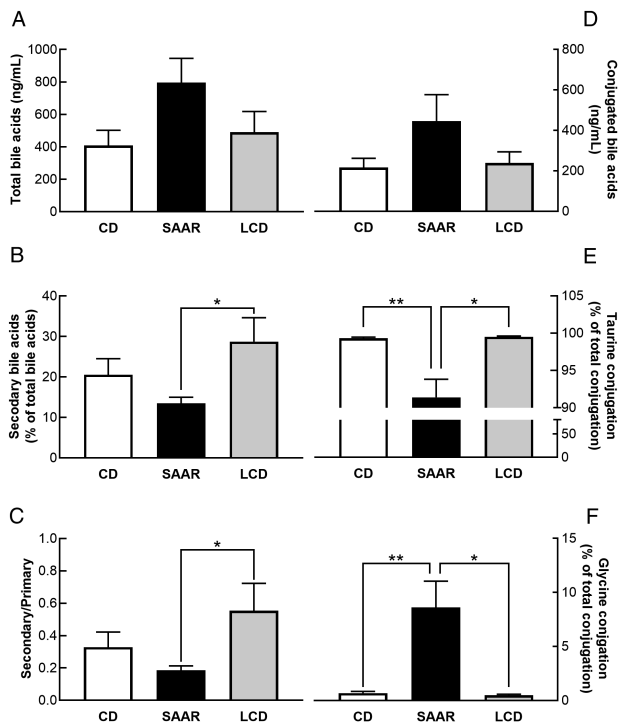 A
D
1000
800
600
400
200
0
Total bile acids (ng/mL)
CD
SAAR
LCD
800
600
400
200
0
Conjugated bile acids
(ng/mL)
CD
SAAR
LCD
B
E
40
30
20
10
0
Secodary bile acids
(% of total bile acids)
*
CD
SAAR
LCD
105
100
95
90
50
0
Taurine conjugation
(% of total conjugation)
**
*
CD
SAAR
LCD
C
F
1.0
0.8
0.6
0.4
0.2
0.0
Secondary/Primary
*
CD
SAAR
LCD
15
10
5
0
Glycine conjgation
(% of total conjugation)
**
*
CD
SAAR
LCD